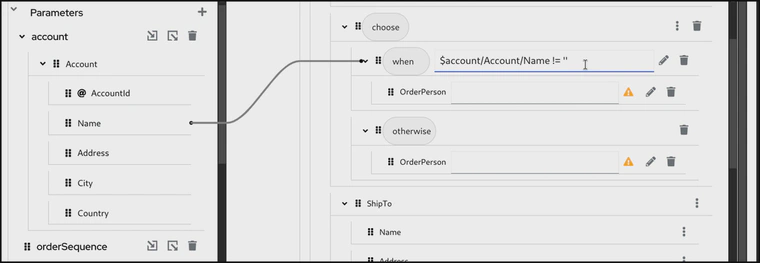 Parameters
account
Account
@ AccountId
Name
Address
City
Country
orderSequence
choose
when $account/Account/Name != ''
OrderPerson
otherwise
OrderPerson
ShipTo
Name
Address